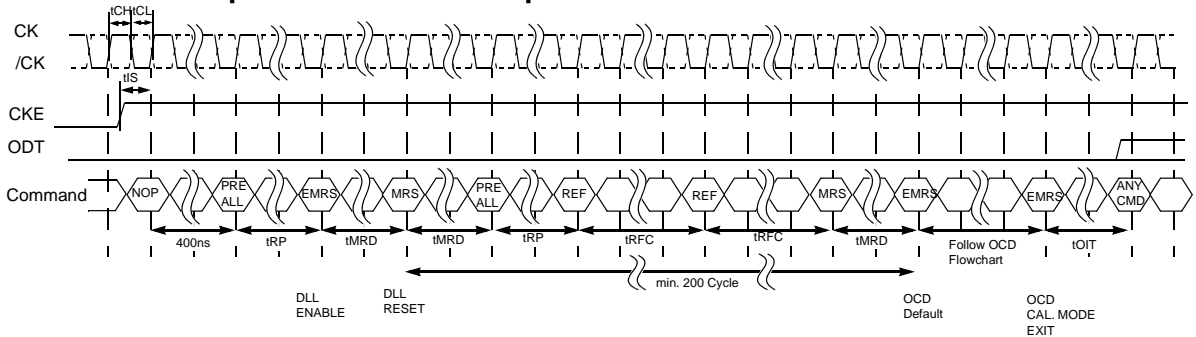 tCH tCL
CK
/CK
tIS
CKE
ODT
Command
NOP
PRE
ALL
EMRS
MRS
PRE
ALL
REF
REF
MRS
EMRS
EMRS
ANY
CMD
400ns
tRP
tMRD
tMRD
tRP
tRFC
tRFC
tMRD
Follow OCD
Flowchart
tOIT
min. 200 Cycle
DLL
ENABLE
DLL
RESET
OCD
Default
OCD
CAL. MODE
EXIT